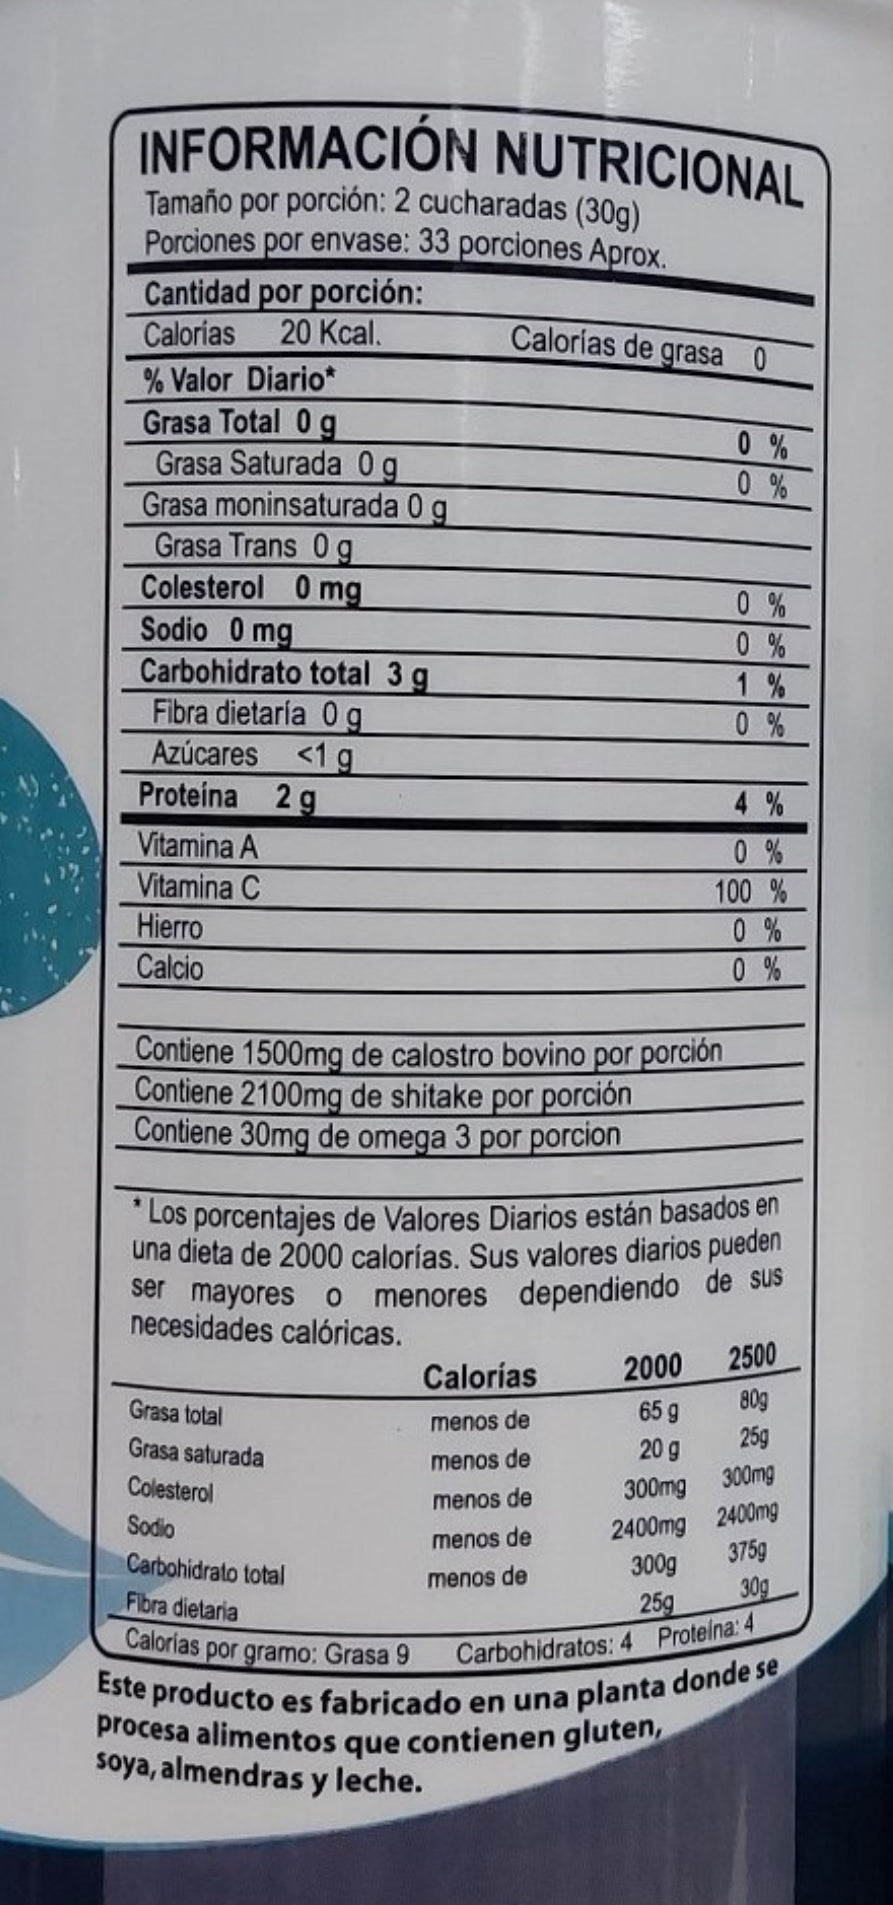 INFORMACIÓN NUTRICIONAL
Tamaño por porción: 2 cucharadas (30g)
Porciones por envase: 33 porciones Aprox.
Cantidad por porción:
Calorías 20 Kcal. Calorías de grasa 0
% Valor Diario*
Grasa Total 0 g 0 %
Grasa Saturada 0 g 0 %
Grasa moninsaturada 0 g
Grasa Trans 0 g
Colesterol 0 mg 0 %
Sodio 0 mg 0 %
Carbohidrato total 3 g 1 %
Fibra dietaría 0 g 0 %
Azúcares <1 g
Proteína 2 g 4 %
Vitamina A 0 %
Vitamina C 100 %
Hierro 0 %
Calcio 0 %
Contiene 1500mg de calostro bovino por porción
Contiene 2100mg de shitake por porción
Contiene 30mg de omega 3 por porcion
* Los porcentajes de Valores Diarios están basados en
una dieta de 2000 calorías. Sus valores diarios pueden
ser mayores o menores dependiendo de sus
necesidades calóricas.
Calorías 2000 2500
Grasa total menos de 65 g 80g
Grasa saturada menos de 20 g 25g
Colesterol menos de 300mg 300mg
Sodio menos de 2400mg 2400mg
Carbohidrato total menos de 300g 375g
Fibra dietaria 25g 30g
Calorías por gramo: Grasa 9 Carbohidratos: 4 Proteína: 4
Este producto es fabricado en una planta donde se
procesa alimentos que contienen gluten,
soya, almendras y leche.